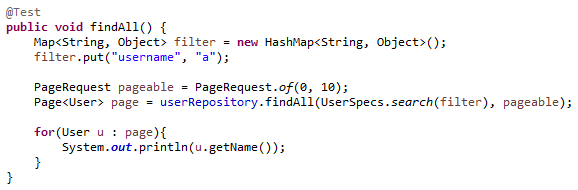 @Test
public void findAll() {
    Map<String, Object> filter = new HashMap<String, Object>();
    filter.put("username", "a");

    PageRequest pageable = PageRequest.of(0, 10);
    Page<User> page = userRepository.findAll(UserSpecs.search(filter), pageable);

    for(User u : page){
        System.out.println(u.getName());
    }
}